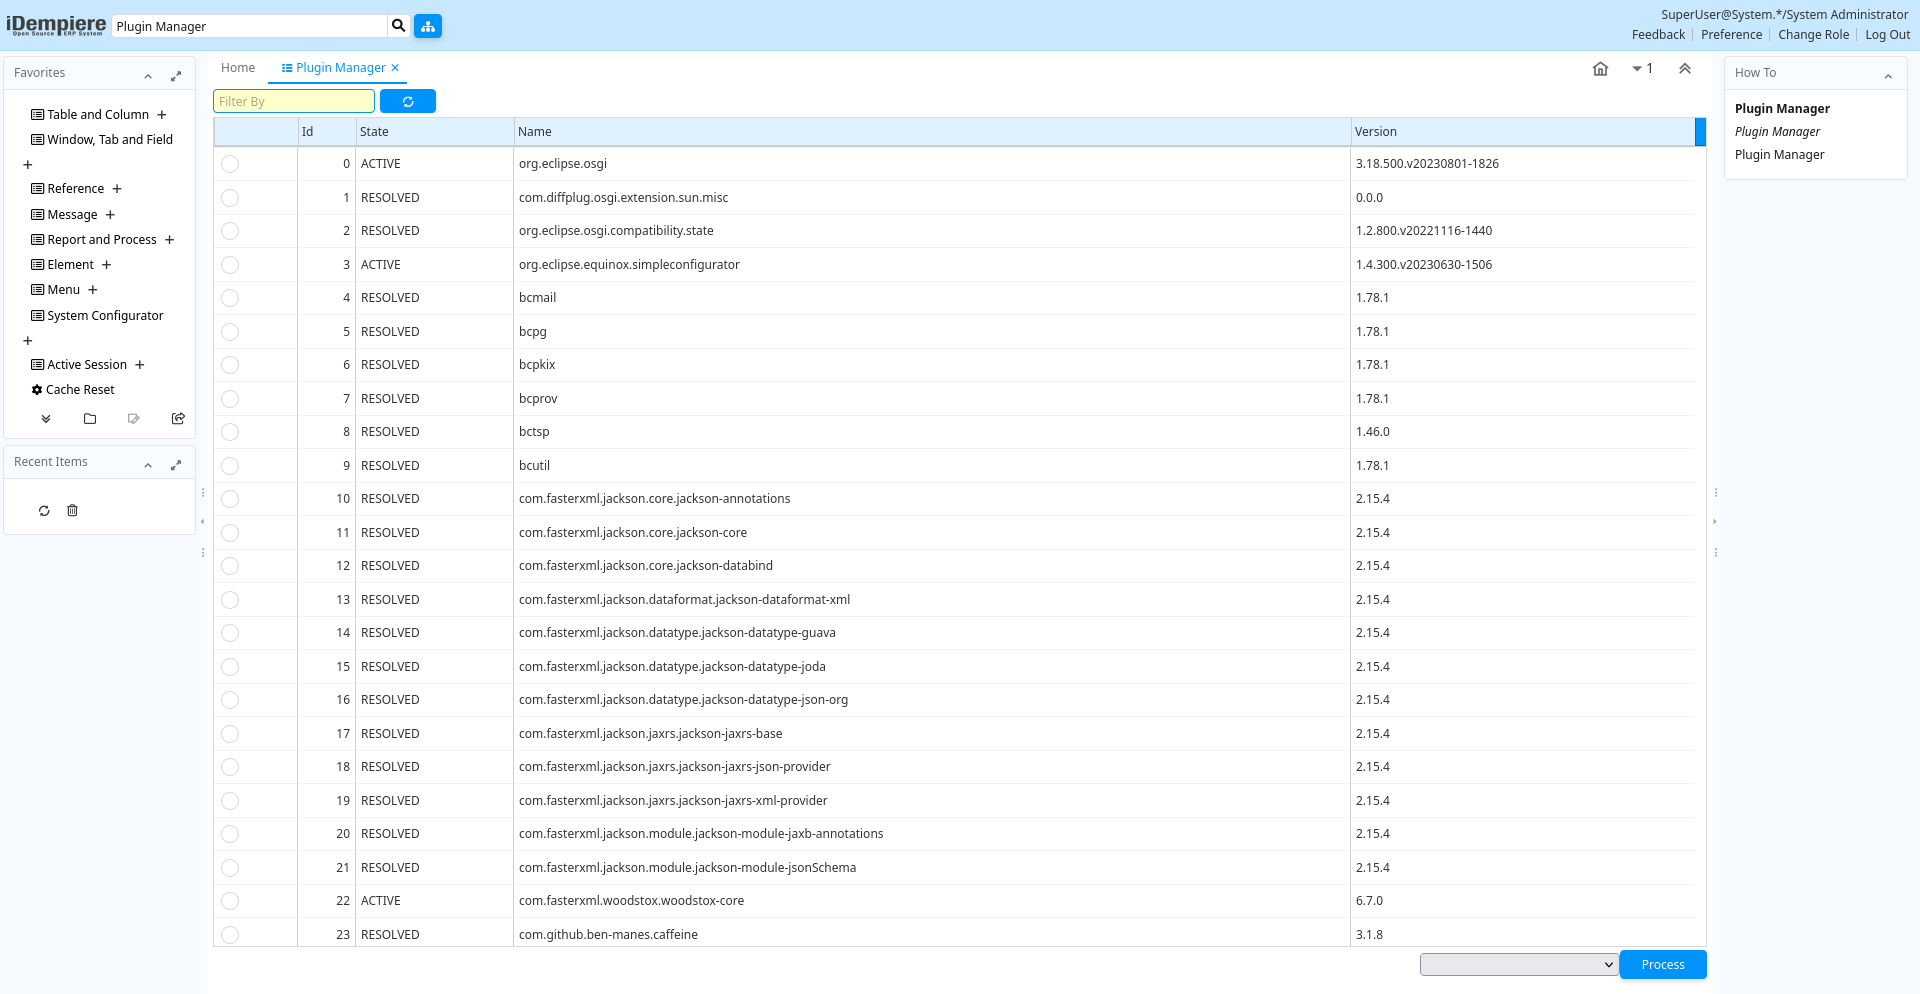 iDempiere
Open Source ERP System
Plugin Manager
SuperUser@System.*/System Administrator
Feedback
Preference
Change Role
Log Out
Favorites
Table and Column +
Window, Tab and Field
+
Reference +
Message +
Report and Process +
Element +
Menu +
System Configurator
+
Active Session +
Cache Reset
Recent Items
Home
Plugin Manager ×
1
Filter By
Id State Name Version
0 ACTIVE org.eclipse.osgi 3.18.500.v20230801-1826
1 RESOLVED com.diffplug.osgi.extension.sun.misc 0.0.0
2 RESOLVED org.eclipse.osgi.compatibility.state 1.2.800.v20221116-1440
3 ACTIVE org.eclipse.equinox.simpleconfigurator 1.4.300.v20230630-1506
4 RESOLVED bcmail 1.78.1
5 RESOLVED bcpg 1.78.1
6 RESOLVED bcpkix 1.78.1
7 RESOLVED bcprov 1.78.1
8 RESOLVED bctsp 1.46.0
9 RESOLVED bcutil 1.78.1
10 RESOLVED com.fasterxml.jackson.core.jackson-annotations 2.15.4
11 RESOLVED com.fasterxml.jackson.core.jackson-core 2.15.4
12 RESOLVED com.fasterxml.jackson.core.jackson-databind 2.15.4
13 RESOLVED com.fasterxml.jackson.dataformat.jackson-dataformat-xml 2.15.4
14 RESOLVED com.fasterxml.jackson.datatype.jackson-datatype-guava 2.15.4
15 RESOLVED com.fasterxml.jackson.datatype.jackson-datatype-joda 2.15.4
16 RESOLVED com.fasterxml.jackson.datatype.jackson-datatype-json-org 2.15.4
17 RESOLVED com.fasterxml.jackson.jaxrs.jackson-jaxrs-base 2.15.4
18 RESOLVED com.fasterxml.jackson.jaxrs.jackson-jaxrs-json-provider 2.15.4
19 RESOLVED com.fasterxml.jackson.jaxrs.jackson-jaxrs-xml-provider 2.15.4
20 RESOLVED com.fasterxml.jackson.module.jackson-module-jaxb-annotations 2.15.4
21 RESOLVED com.fasterxml.jackson.module.jackson-module-jsonSchema 2.15.4
22 ACTIVE com.fasterxml.woodstox.woodstox-core 6.7.0
23 RESOLVED com.github.ben-manes.caffeine 3.1.8
Process
How To
Plugin Manager
Plugin Manager
Plugin Manager